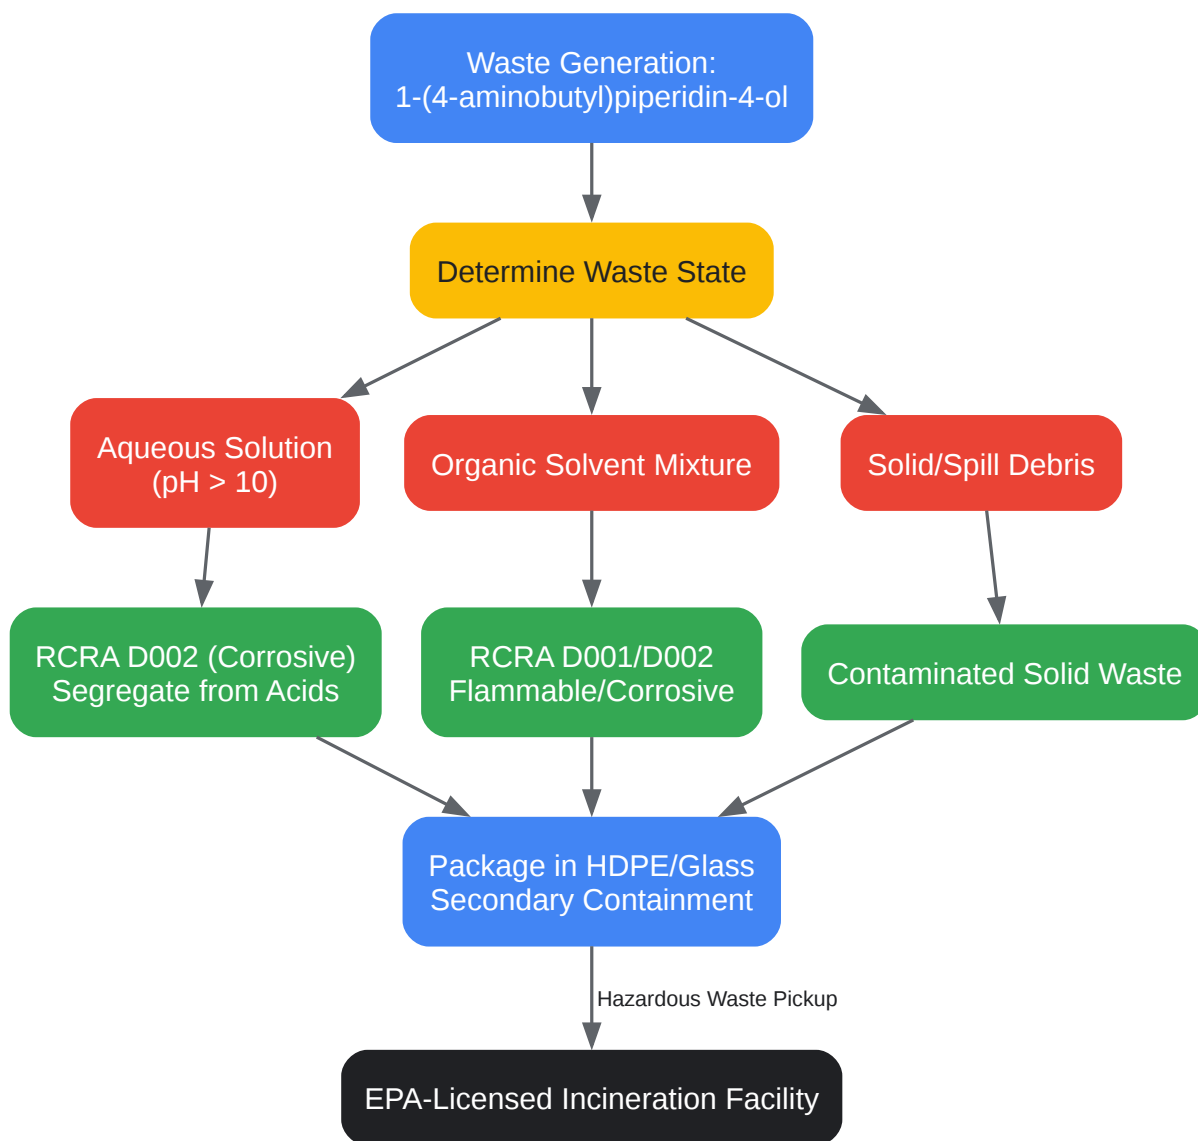 Waste Generation:
1-(4-aminobutyl)piperidin-4-ol
Determine Waste State
Aqueous Solution
(pH > 10)
Organic Solvent Mixture
Solid/Spill Debris
RCRA D002 (Corrosive)
Segregate from Acids
RCRA D001/D002
Flammable/Corrosive
Contaminated Solid Waste
Package in HDPE/Glass
Secondary Containment
Hazardous Waste Pickup
EPA-Licensed Incineration Facility